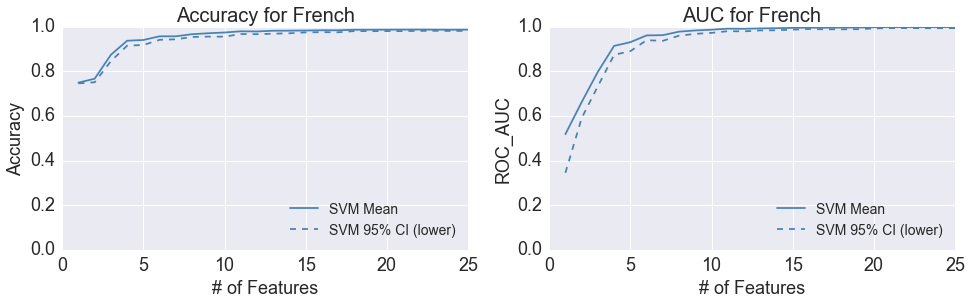 Accuracy for French
1.0
0.8
0.6
0.4
0.2
0.0
Accuracy
SVM Mean
SVM 95% CI (lower)
0 5 10 15 20 25
# of Features
AUC for French
1.0
0.8
0.6
0.4
0.2
0.0
ROC_AUC
SVM Mean
SVM 95% CI (lower)
0 5 10 15 20 25
# of Features